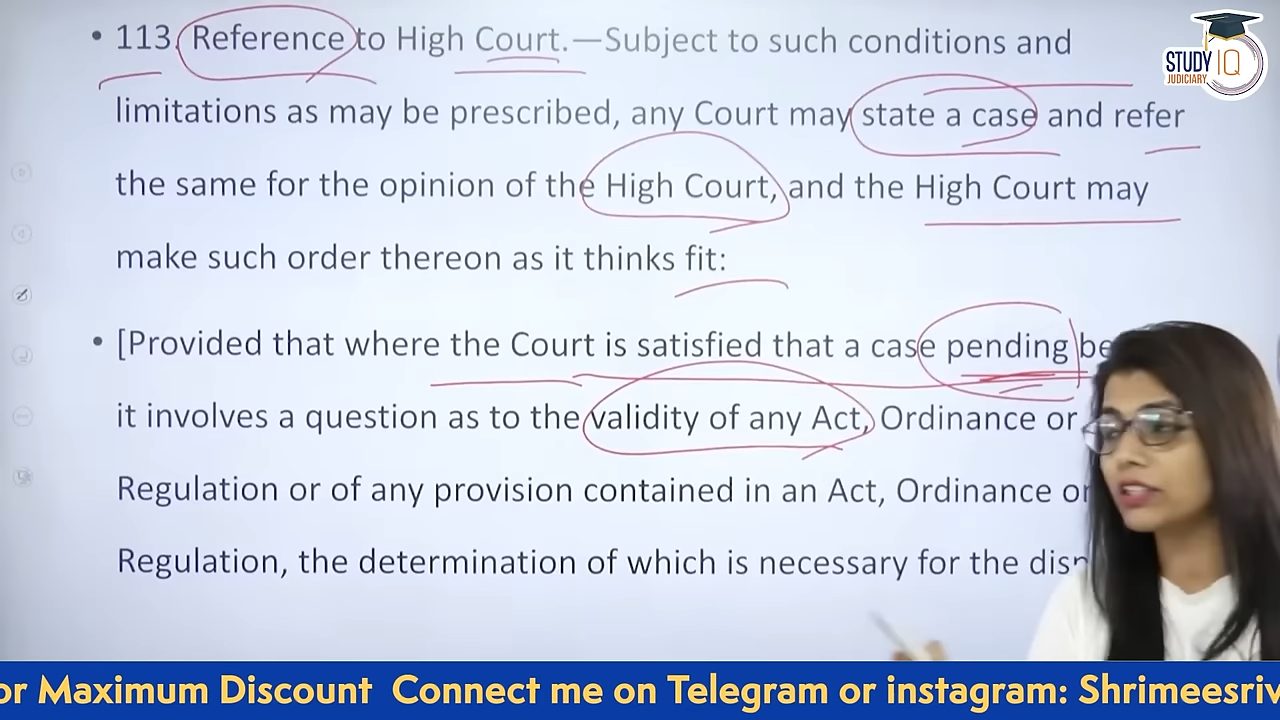 • 113. Reference to High Court.—Subject to such conditions and
limitations as may be prescribed, any Court may state a case and refer
the same for the opinion of the High Court, and the High Court may
make such order thereon as it thinks fit:
• [Provided that where the Court is satisfied that a case pending be
it involves a question as to the validity of any Act, Ordinance or
Regulation or of any provision contained in an Act, Ordinance or
Regulation, the determination of which is necessary for the disp
STUDY IQ
JUDICIARY
or Maximum Discount Connect me on Telegram or instagram: Shrimeesriv